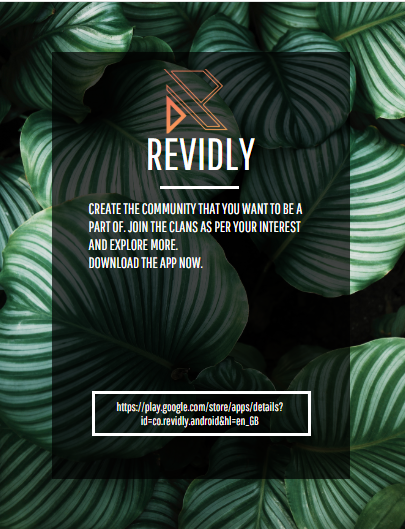 REVIDLY
CREATE THE COMMUNITY THAT YOU WANT TO BE A
PART OF. JOIN THE CLANS AS PER YOUR INTEREST
AND EXPLORE MORE.
DOWNLOAD THE APP NOW.
https://play.google.com/store/apps/details?
id=co.revidly.android&hl=en_GB